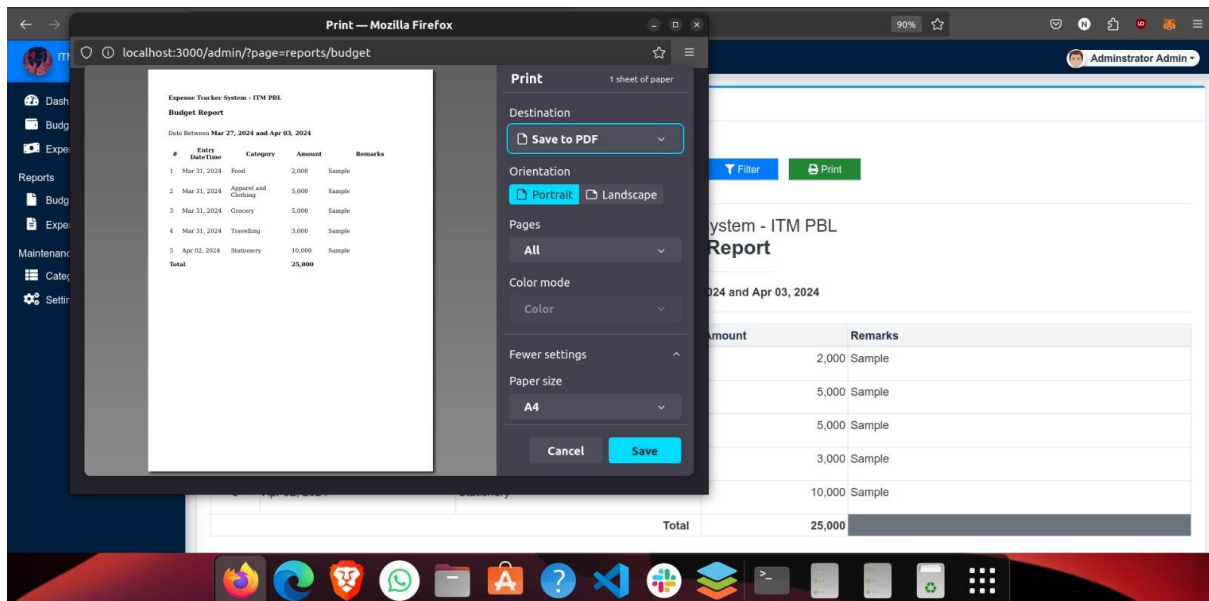 Print — Mozilla Firefox
90%
N
localhost:3000/admin/?page=reports/budget
ITM
Adminstrator Admin
Dash
Budg
Expe
Reports
Budg
Expe
Maintenanc
Categ
Settin
Expense Tracker System - ITM PBL
Budget Report
Date Between Mar 27, 2024 and Apr 03, 2024
# Entry DateTime Category Amount Remarks
1 Mar 31, 2024 Food 2,000 Sample
2 Mar 31, 2024 Apparel and Clothing 5,000 Sample
3 Mar 31, 2024 Grocery 5,000 Sample
4 Mar 31, 2024 Travelling 3,000 Sample
5 Apr 02, 2024 Stationery 10,000 Sample
Total 25,000
Print 1 sheet of paper
Destination
Save to PDF
Orientation
Portrait Landscape
Pages
All
Color mode
Color
Fewer settings
Paper size
A4
Cancel Save
Filter Print
ystem - ITM PBL
Report
024 and Apr 03, 2024
Amount Remarks
2,000 Sample
5,000 Sample
5,000 Sample
3,000 Sample
10,000 Sample
Total 25,000